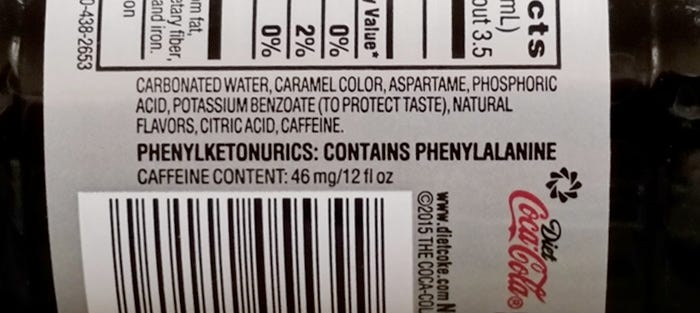 cts
mL)
out 3.5
y Value*
0%
2%
0%
m fat,
etary fiber,
and iron.
on
0-438-2653
CARBONATED WATER, CARAMEL COLOR, ASPARTAME, PHOSPHORIC
ACID, POTASSIUM BENZOATE (TO PROTECT TASTE), NATURAL
FLAVORS, CITRIC ACID, CAFFEINE.
PHENYLKETONURICS: CONTAINS PHENYLALANINE
CAFFEINE CONTENT: 46 mg/12 fl oz
www.dietcoke.com N
©2015 THE COCA-COL
Diet
Coca-Cola®